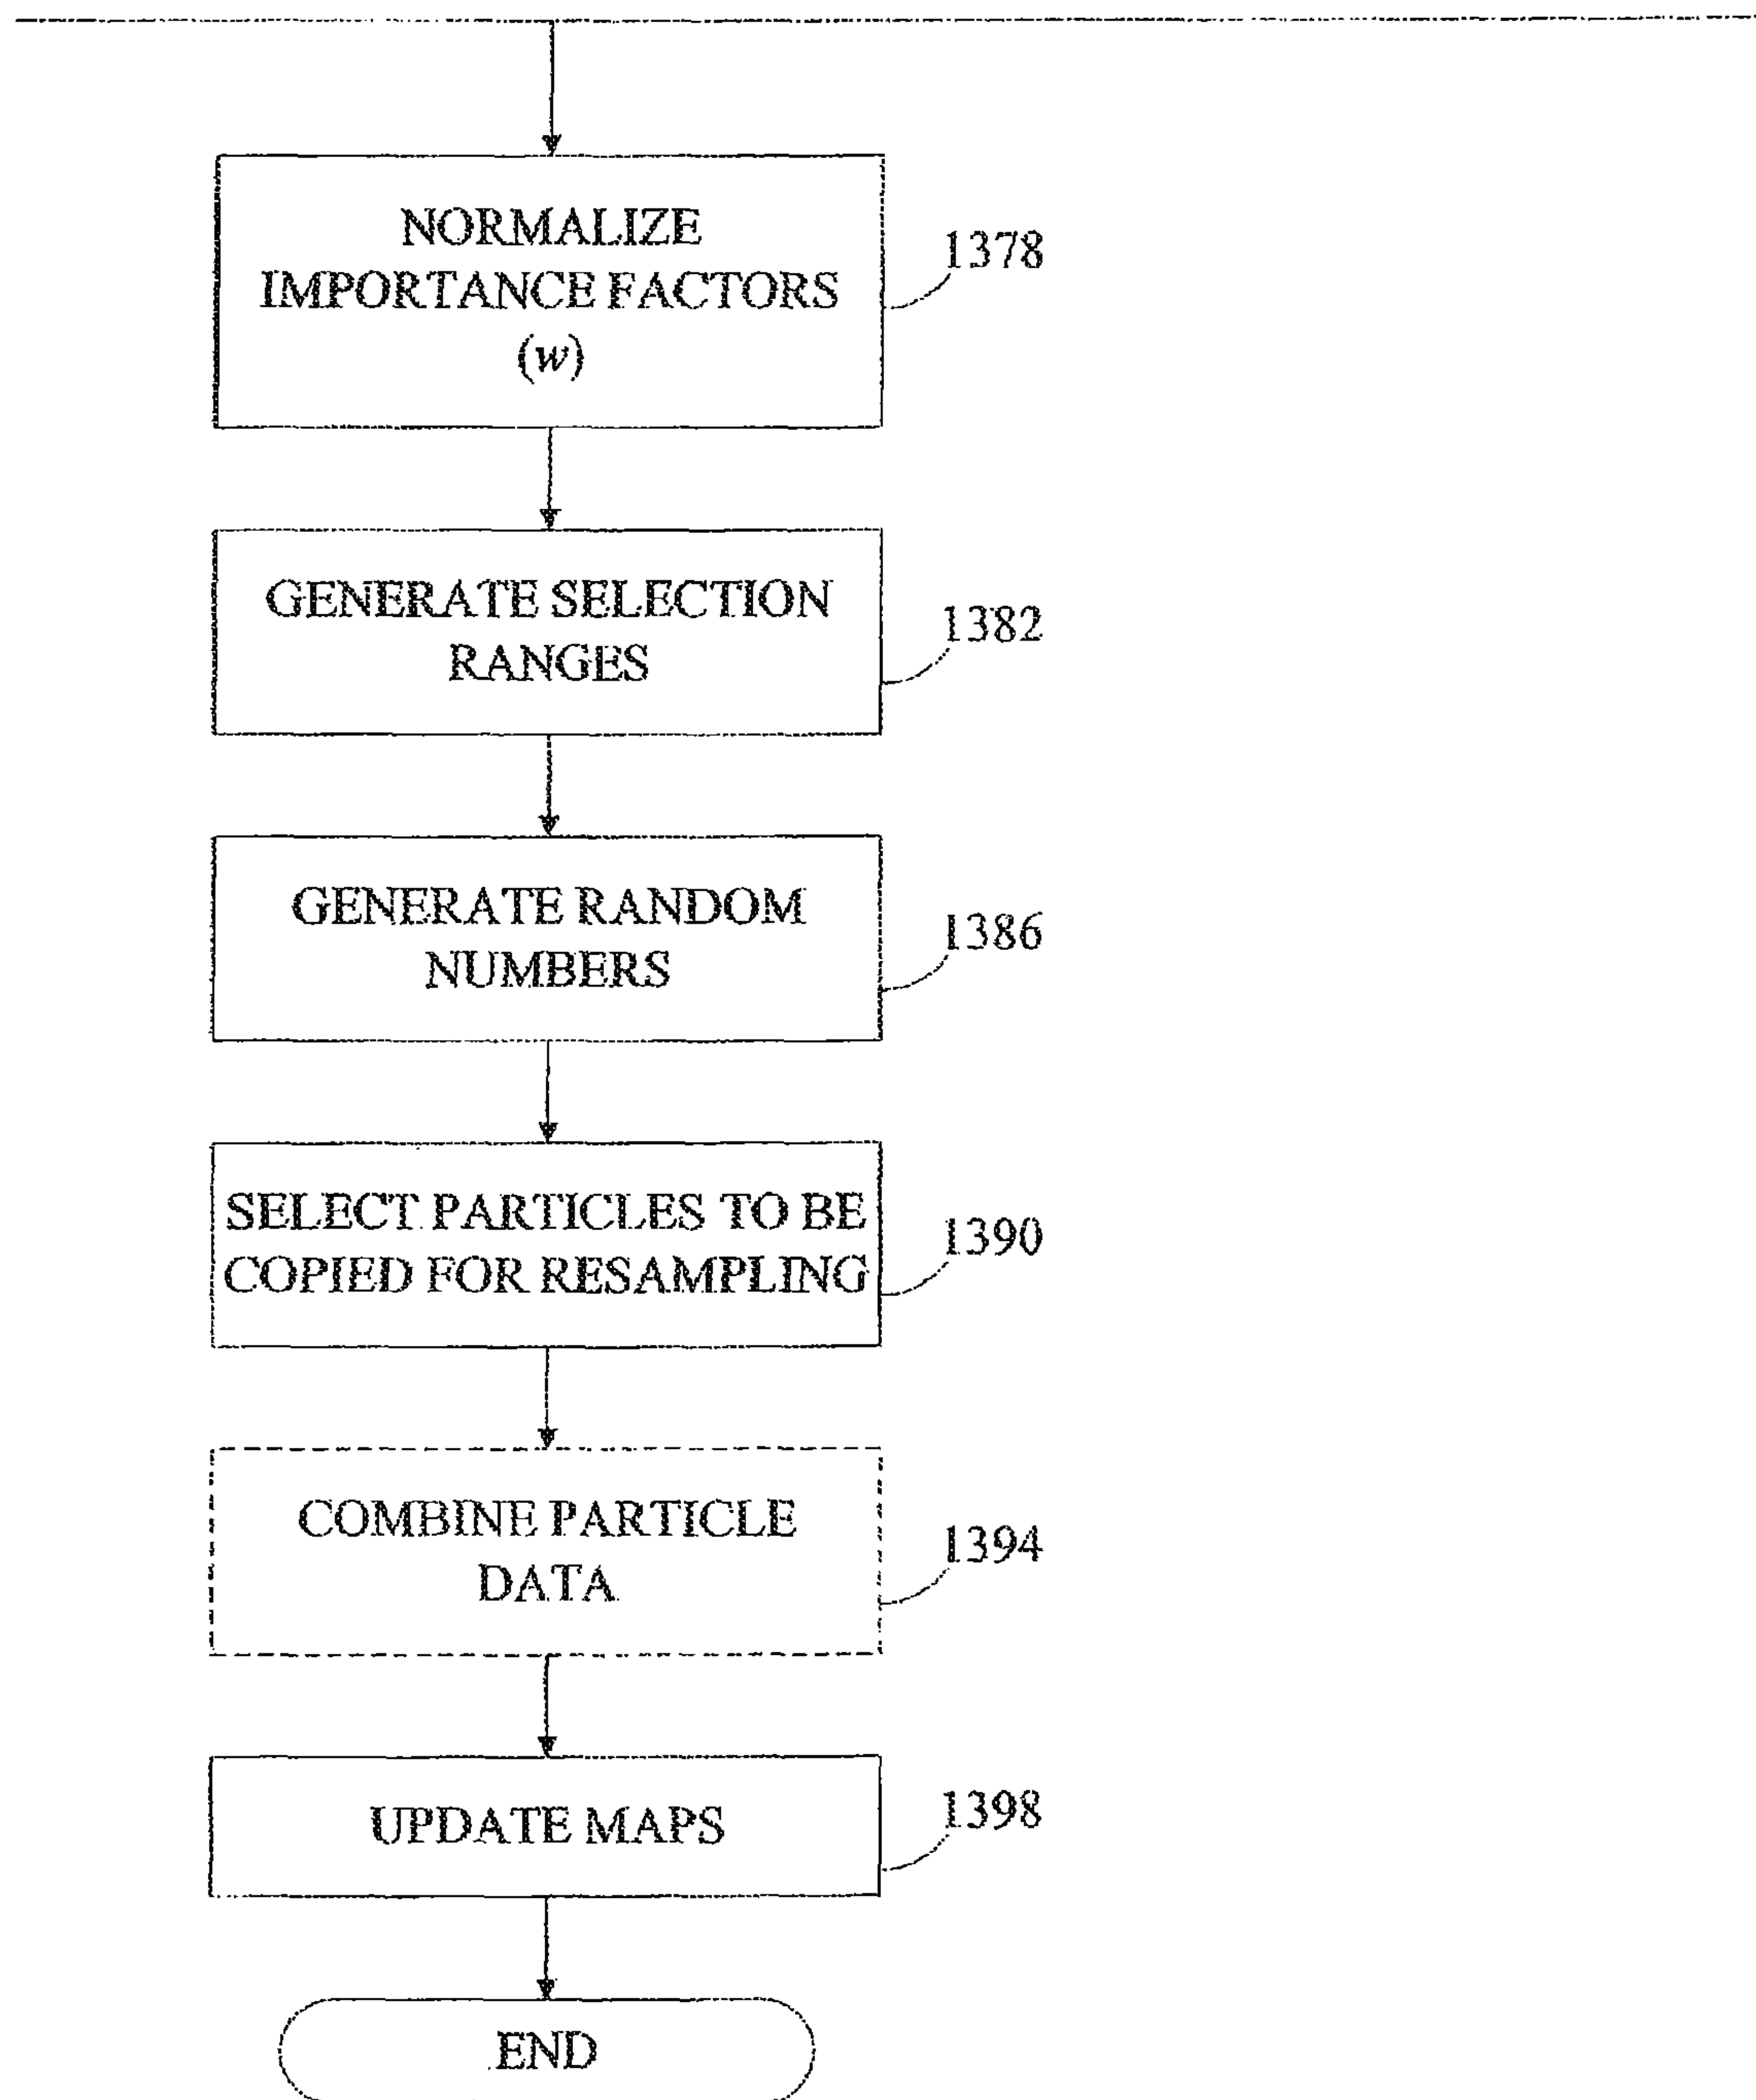 NORMALIZE
IMPORTANCE FACTORS
(w)
1378
GENERATE SELECTION
RANGES
1382
GENERATE RANDOM
NUMBERS
1386
SELECT PARTICLES TO BE
COPIED FOR RESAMPLING
1390
COMBINE PARTICLE
DATA
1394
UPDATE MAPS
1398
END